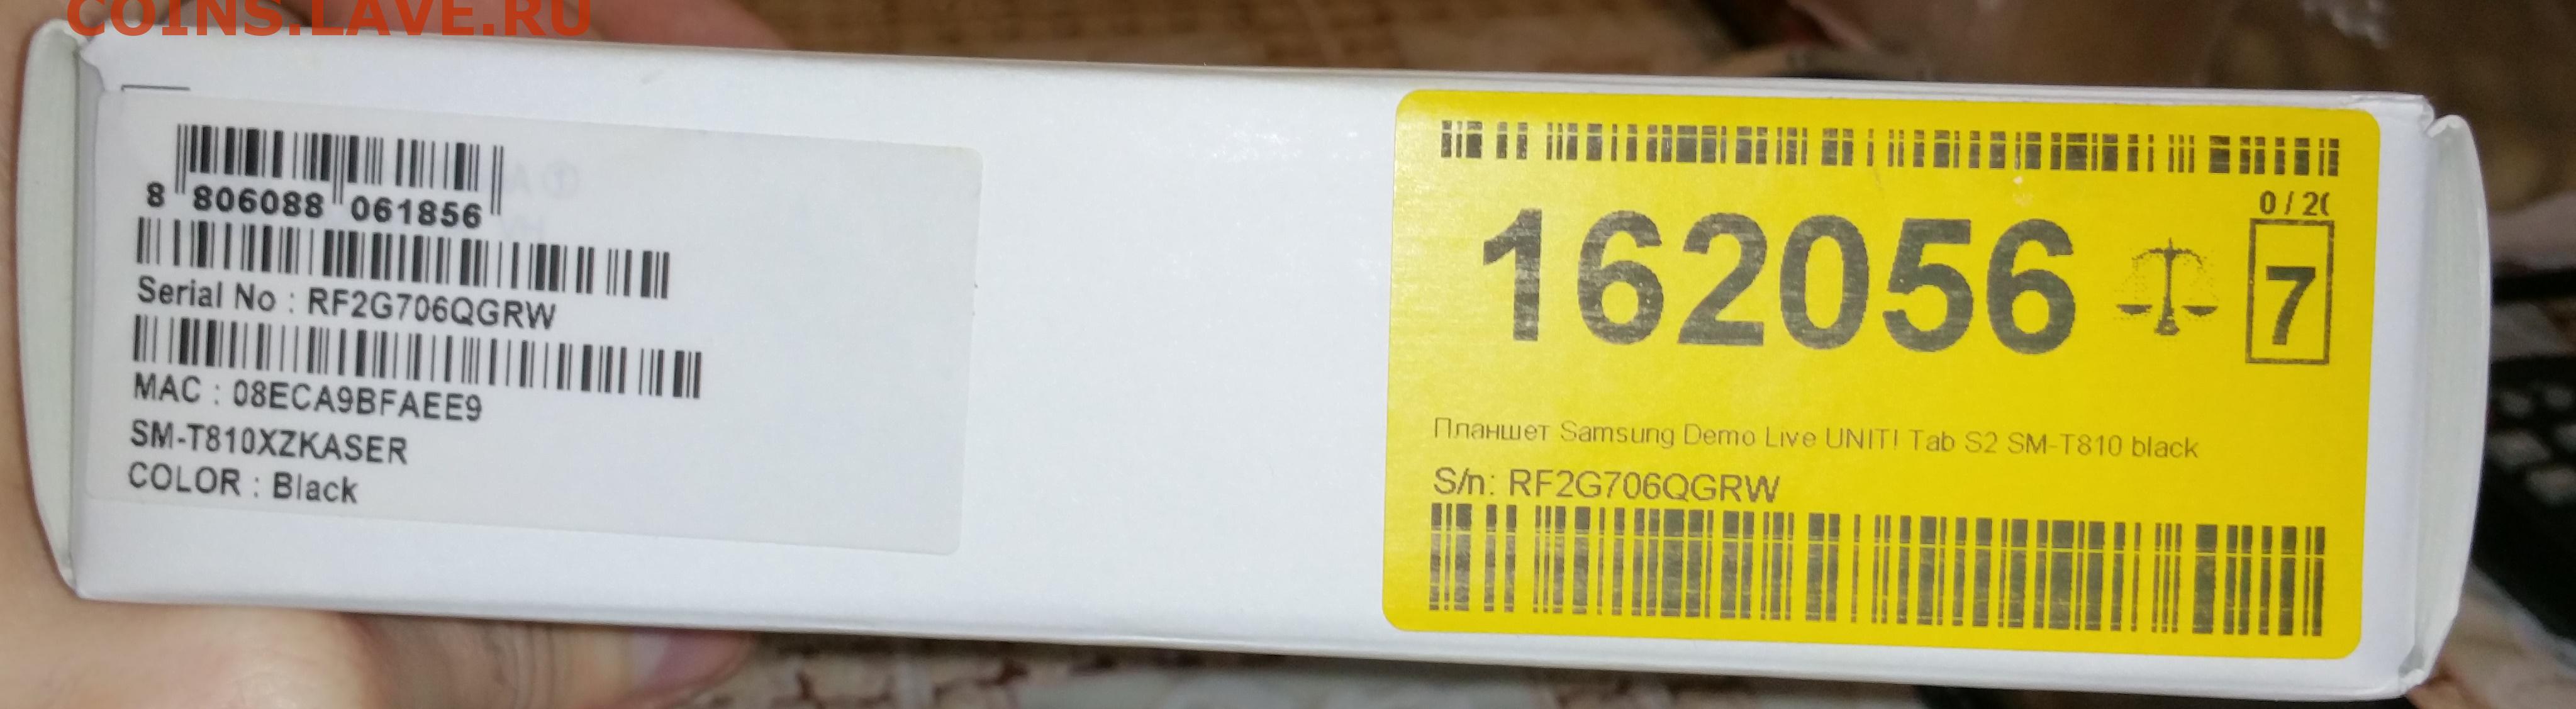 COINS.LAVE.RU
8 806088 061856
Serial No : RF2G706QGRW
MAC : 08ECA9BFAEE9
SM-T810XZKASER
COLOR : Black
0 / 20
162056
7
Планшет Samsung Demo Live UNIT! Tab S2 SM-T810 black
S/n: RF2G706QGRW